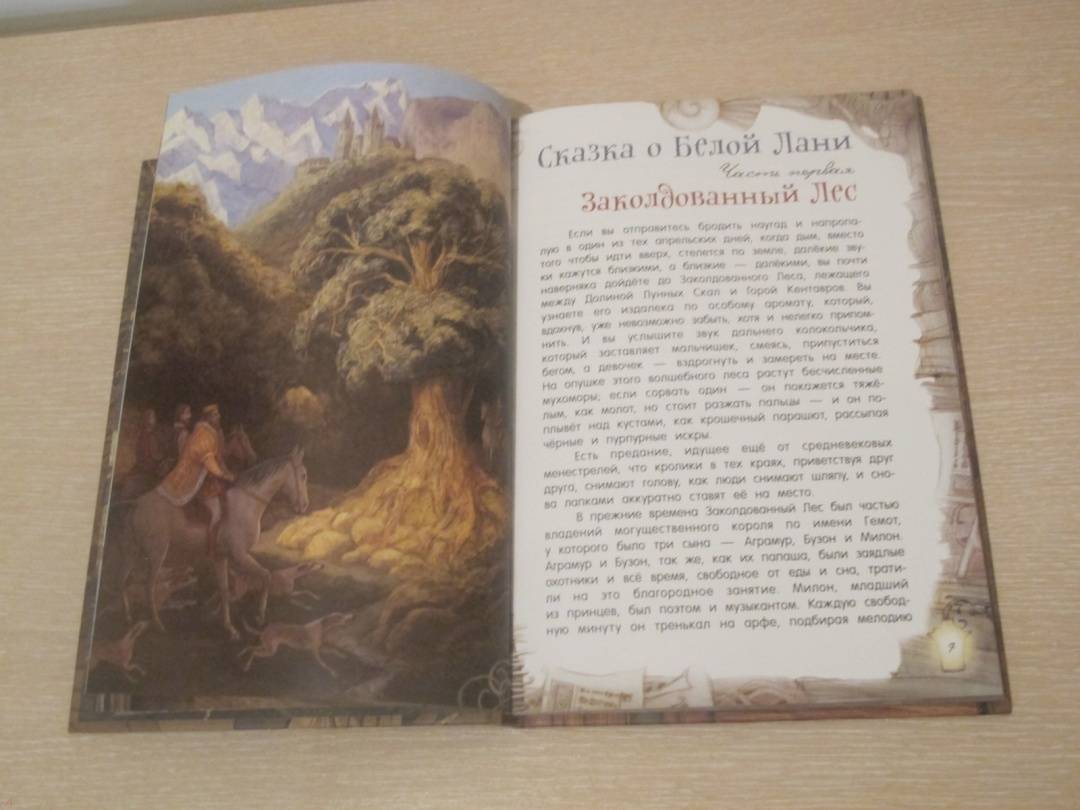 Сказка о Белой Лани
Часть первая
Заколдованный Лес
Если вы отправитесь бродить наугад и напропа-
лую в один из тех апрельских дней, когда дым, вместо
того чтобы идти вверх, стелется по земле, далёкие зву-
ки кажутся близкими, а близкие — далёкими, вы почти
наверняка дойдёте до Заколдованного Леса, лежащего
между Долиной Лунных Скал и Горой Кентавров. Вы
узнаете его издалека по особому аромату, который,
вдохнув, уже невозможно забыть, хотя и нелегко припом-
нить. И вы услышите звук дальнего колокольчика,
который заставляет мальчишек, смеясь, припуститься
бегом, а девочек — вздрогнуть и замереть на месте.
На опушке этого волшебного леса растут бесчисленные
мухоморы; если сорвать один — он покажется тяжё-
лым, как молот, но стоит разжать пальцы — и он по-
плывёт над кустами, как крошечный парашют, рассыпая
чёрные и пурпурные искры.
Есть предание, идущее ещё от средневековых
менестрелей, что кролики в тех краях, приветствуя друг
друга, снимают голову, как люди снимают шляпу, и сно-
ва лапками аккуратно ставят её на место.
В прежние времена Заколдованный Лес был частью
владений могущественного короля по имени Гемот,
у которого было три сына — Аграмур, Бузон и Милон.
Аграмур и Бузон, так же, как их папаша, были заядлые
охотники и всё время, свободное от еды и сна, трати-
ли на это благородное занятие. Милон, младший
из принцев, был поэтом и музыкантом. Каждую свобод-
ную минуту он тренькал на арфе, подбирая мелодию
9